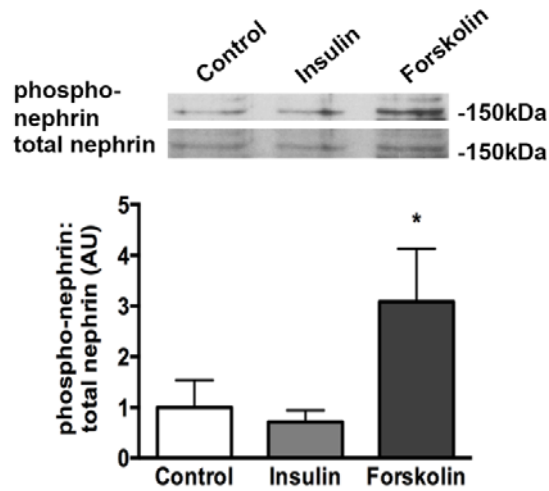 Control Insulin Forskolin
phospho-
nephrin
-150kDa
total nephrin
-150kDa
phospho-nephrin:
total nephrin (AU)
5
4
3
2
1
0
*
Control Insulin Forskolin